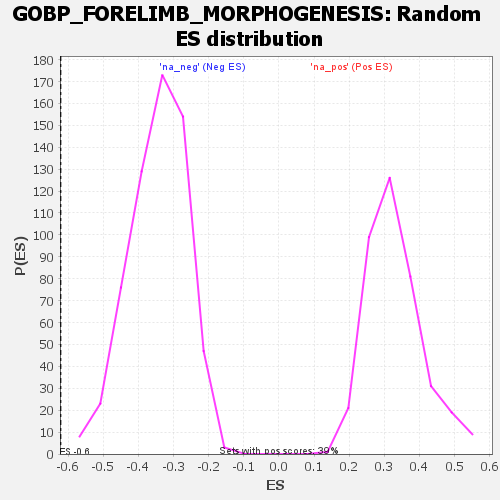 GOBP_FORELIMB_MORPHOGENESIS: Random
ES distribution
'na_neg' (Neg ES)
'na_pos' (Pos ES)
P(ES)
180
170
160
150
140
130
120
110
100
90
80
70
60
50
40
30
20
10
0
ES -0.6
Sets with pos scores: 39%
-0.6 -0.5 -0.4 -0.3 -0.2 -0.1 0.0 0.1 0.2 0.3 0.4 0.5 0.6
ES